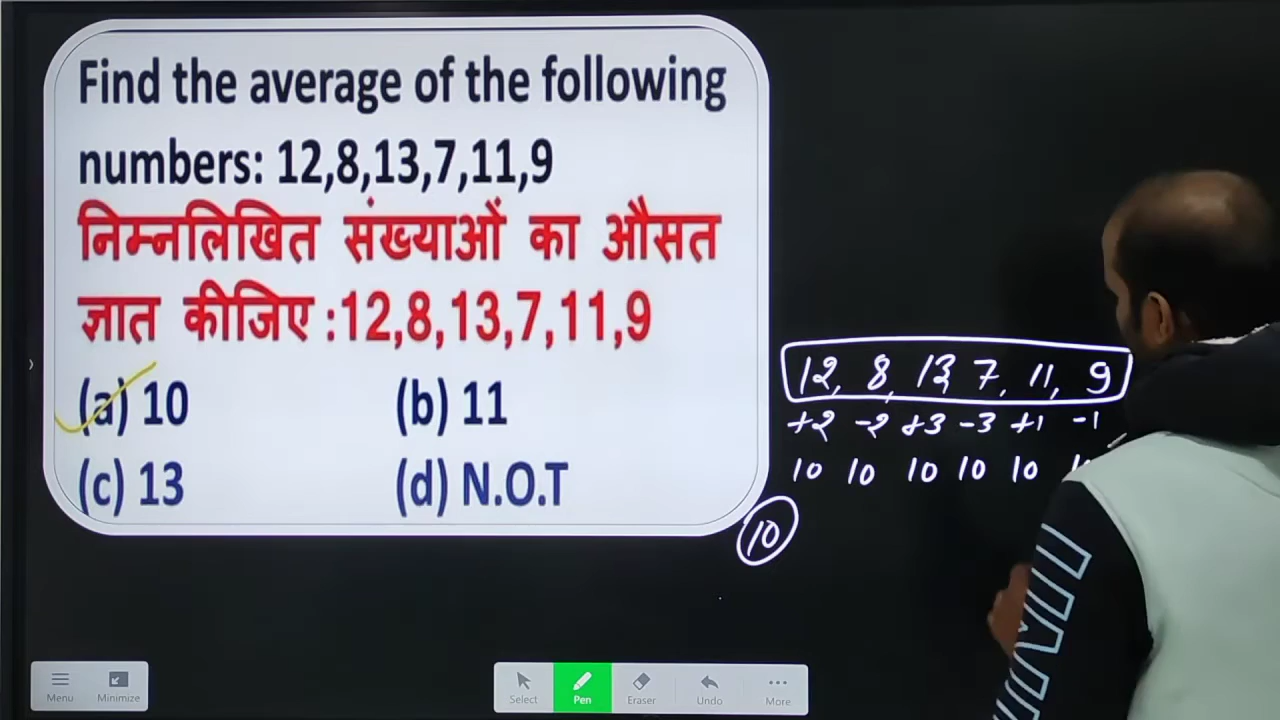 Find the average of the following
numbers: 12,8,13,7,11,9
निम्नलिखित संख्याओं का औसत
ज्ञात कीजिए :12,8,13,7,11,9
(a) 10 (b) 11
(c) 13 (d) N.O.T
12, 8, 13, 7, 11, 9
+2 -2 +3 -3 +1 -1
10 10 10 10 10
10
Menu Minimize Select Pen Eraser Undo More